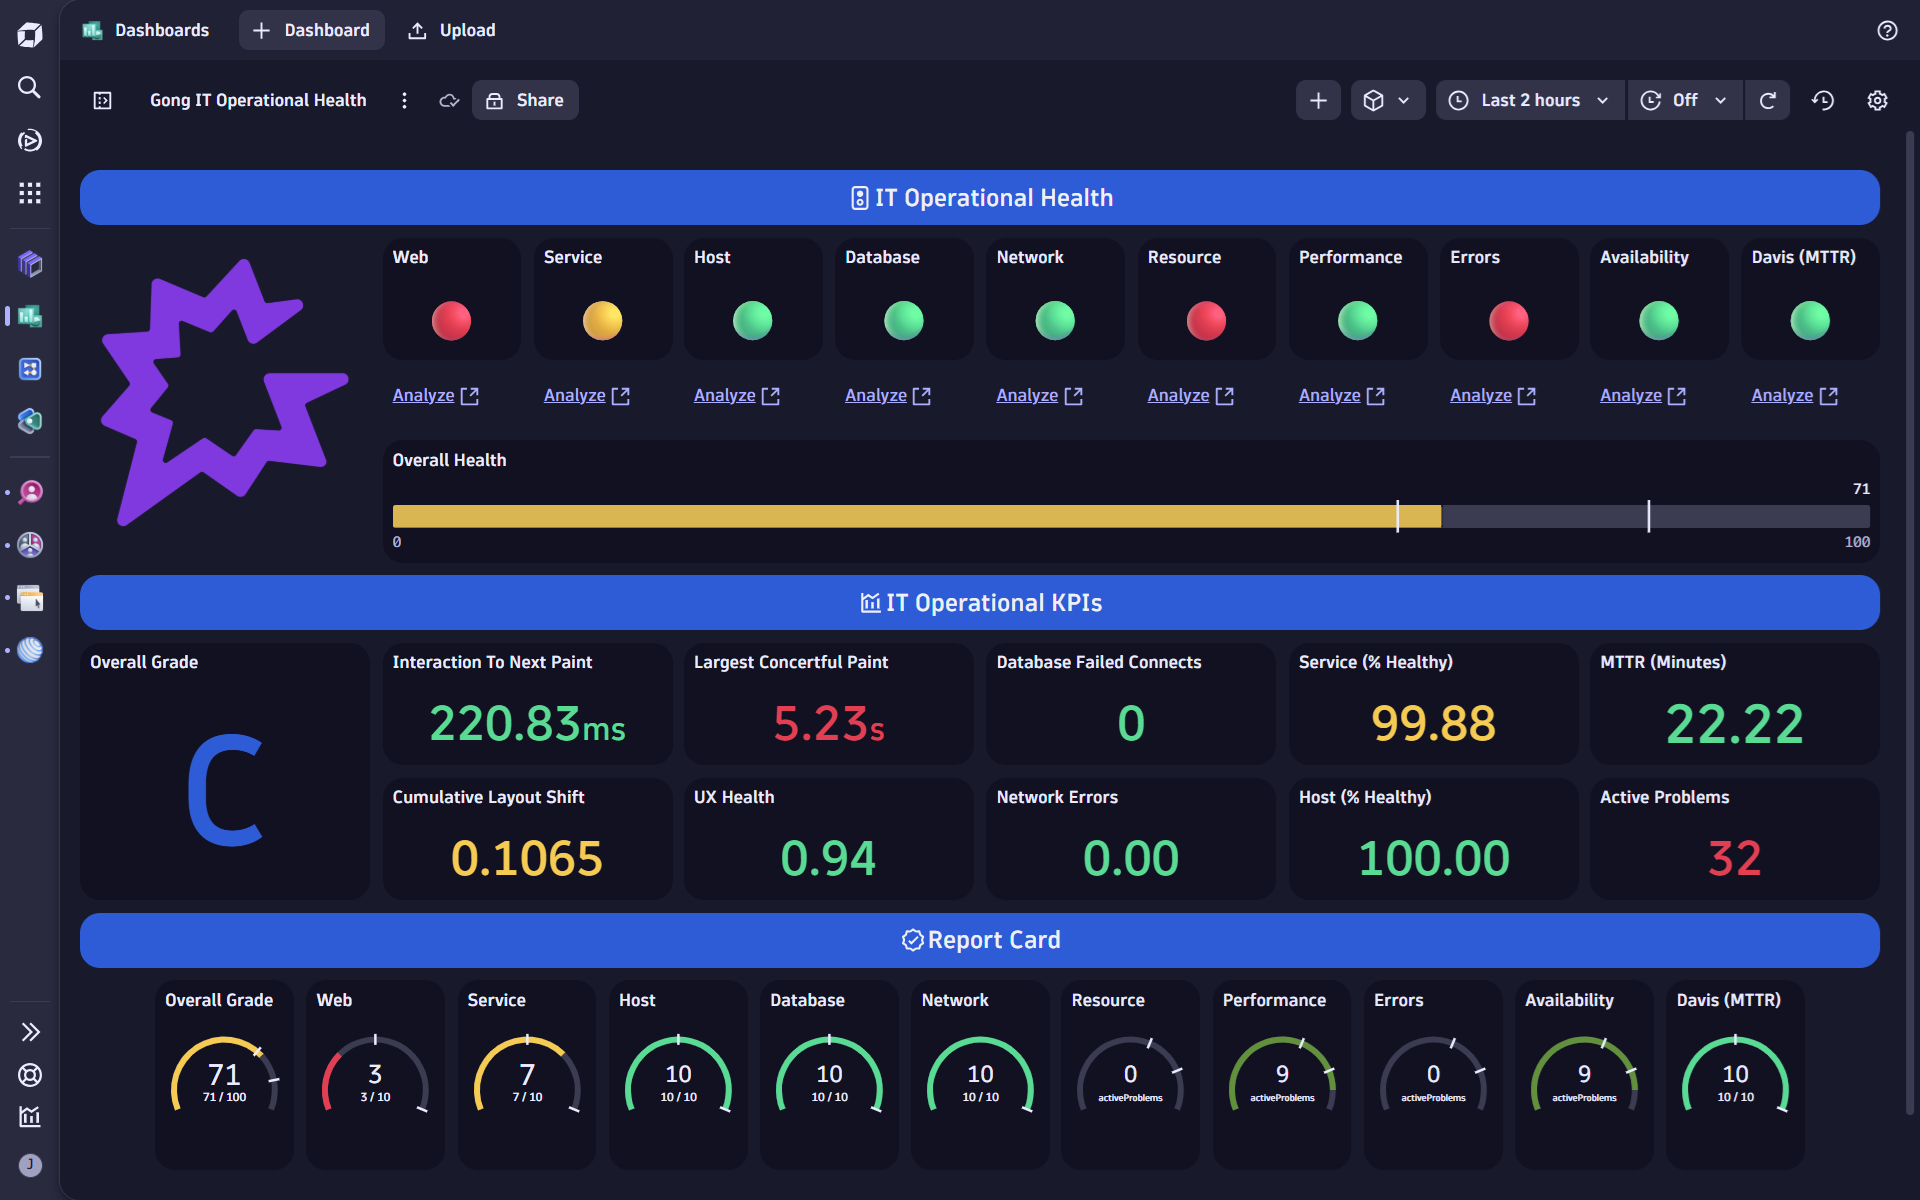 Dashboards
Dashboard
Upload
Gong IT Operational Health
Share
Last 2 hours
Off
IT Operational Health
Web
Service
Host
Database
Network
Resource
Performance
Errors
Availability
Davis (MTTR)
Analyze
Analyze
Analyze
Analyze
Analyze
Analyze
Analyze
Analyze
Analyze
Analyze
Overall Health
71
0
100
IT Operational KPIs
Overall Grade
C
Interaction To Next Paint
220.83ms
Largest Concertful Paint
5.23s
Database Failed Connects
0
Service (% Healthy)
99.88
MTTR (Minutes)
22.22
Cumulative Layout Shift
0.1065
UX Health
0.94
Network Errors
0.00
Host (% Healthy)
100.00
Active Problems
32
Report Card
Overall Grade
71
71 / 100
Web
3
3 / 10
Service
7
7 / 10
Host
10
10 / 10
Database
10
10 / 10
Network
10
10 / 10
Resource
0
activeProblems
Performance
9
activeProblems
Errors
0
activeProblems
Availability
9
activeProblems
Davis (MTTR)
10
10 / 10
J